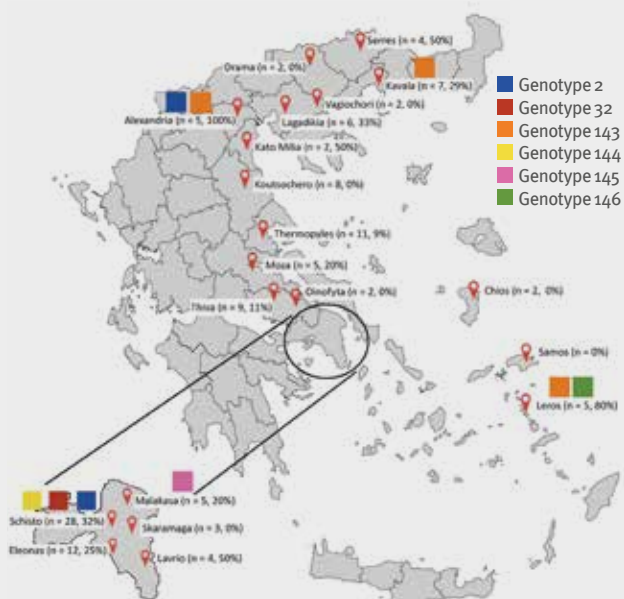 Serres (n = 4, 50%)
Drama (n = 2, 0%)
Kavala (n = 7, 29%)
Vagiochori (n = 2, 0%)
Alexandria (n = 5, 100%)
Lagadikia (n = 6, 33%)
Kato Milia (n = 2, 50%)
Koutsochero (n = 8, 0%)
Thermopyles (n = 11, 9%)
Moza (n = 5, 20%)
Oinofyta (n = 2, 0%)
Thiva (n = 9, 11%)
Chios (n = 2, 0%)
Samos (n = 0%)
Leros (n = 5, 80%)
Malakasa (n = 5, 20%)
Schisto (n = 28, 32%)
Skaramaga (n = 3, 0%)
Eleonas (n = 12, 25%)
Lavrio (n = 4, 50%)
Genotype 2
Genotype 32
Genotype 143
Genotype 144
Genotype 145
Genotype 146